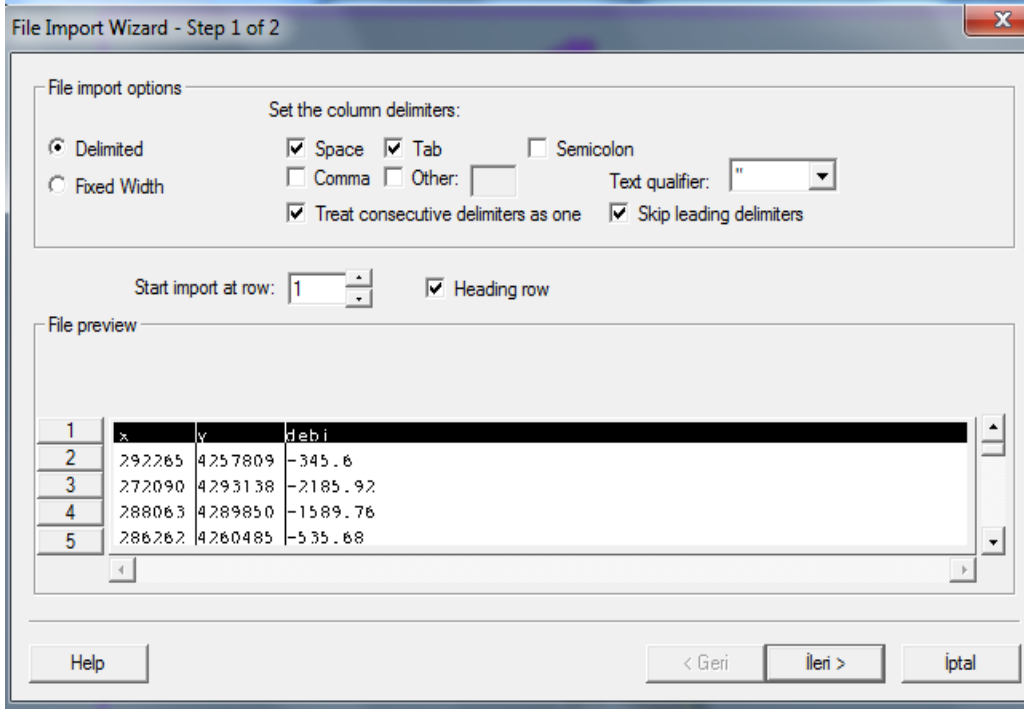 File Import Wizard - Step 1 of 2
x
File import options
Set the column delimiters:
Delimited
Space Tab Semicolon
Fixed Width
Comma Other: Text qualifier: "
Treat consecutive delimiters as one Skip leading delimiters
Start import at row: 1 Heading row
File preview
1 x y debi
2 292265 4257809 -345.6
3 272090 4293138 -2185.92
4 288063 4289850 -1589.76
5 286262 4260485 -535.68
Help < Geri İleri > İptal